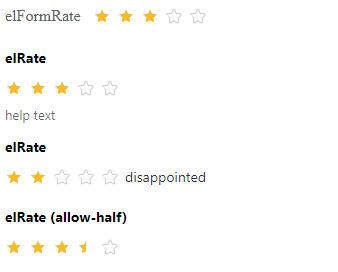 elFormRate
elRate
help text
elRate
disappointed
elRate (allow-half)